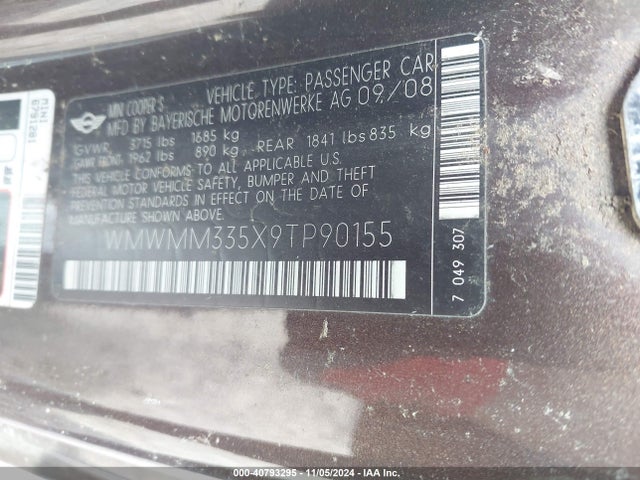 MINI COOPER S VEHICLE TYPE: PASSENGER CAR
MFD BY BAYERISCHE MOTORENWERKE AG 09/08
GVWR 3715 lbs 1685 kg
GAWR FRONT 1962 lbs 890 kg REAR 1841 lbs 835 kg
THIS VEHICLE CONFORMS TO ALL APPLICABLE U.S.
FEDERAL MOTOR VEHICLE SAFETY, BUMPER AND THEFT
PREVENTION STANDARDS IN EFFECT ON THE DATE OF
MANUFACTURE SHOWN ABOVE.
WMWMM335X9TP90155
7 049 307
MINI
6791281
000-40793295 - 11/05/2024 - IAA Inc.